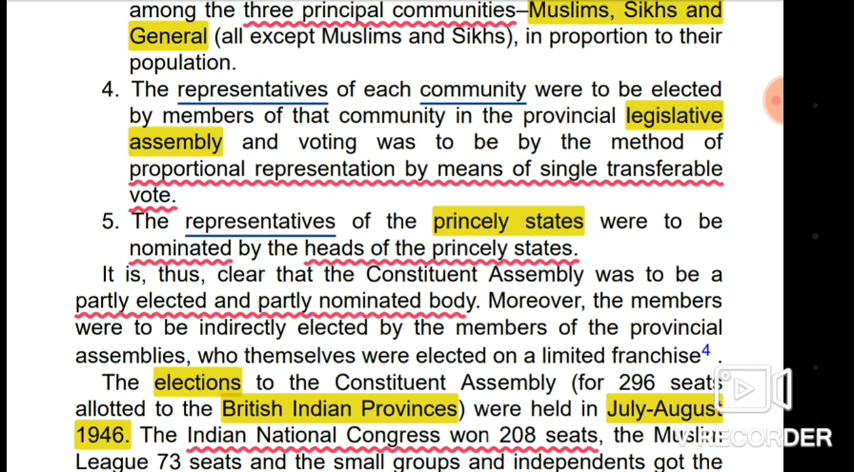 among the three principal communities–Muslims, Sikhs and
General (all except Muslims and Sikhs), in proportion to their
population.
4. The representatives of each community were to be elected
by members of that community in the provincial legislative
assembly and voting was to be by the method of
proportional representation by means of single transferable
vote.
5. The representatives of the princely states were to be
nominated by the heads of the princely states.
It is, thus, clear that the Constituent Assembly was to be a
partly elected and partly nominated body. Moreover, the members
were to be indirectly elected by the members of the provincial
assemblies, who themselves were elected on a limited franchise4 .
The elections to the Constituent Assembly (for 296 seats
allotted to the British Indian Provinces) were held in July-August
1946. The Indian National Congress won 208 seats, the Muslim
League 73 seats and the small groups and independents got the
V RECORDER